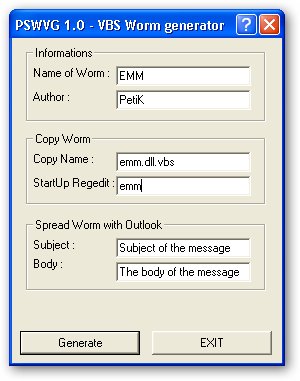 PSWVG 1.0 - VBS Worm generator
Informations
Name of Worm : EMM
Author : PetiK
Copy Worm
Copy Name : emm.dll.vbs
StartUp Regedit : emm
Spread Worm with Outlook
Subject : Subject of the message
Body : The body of the message
Generate EXIT